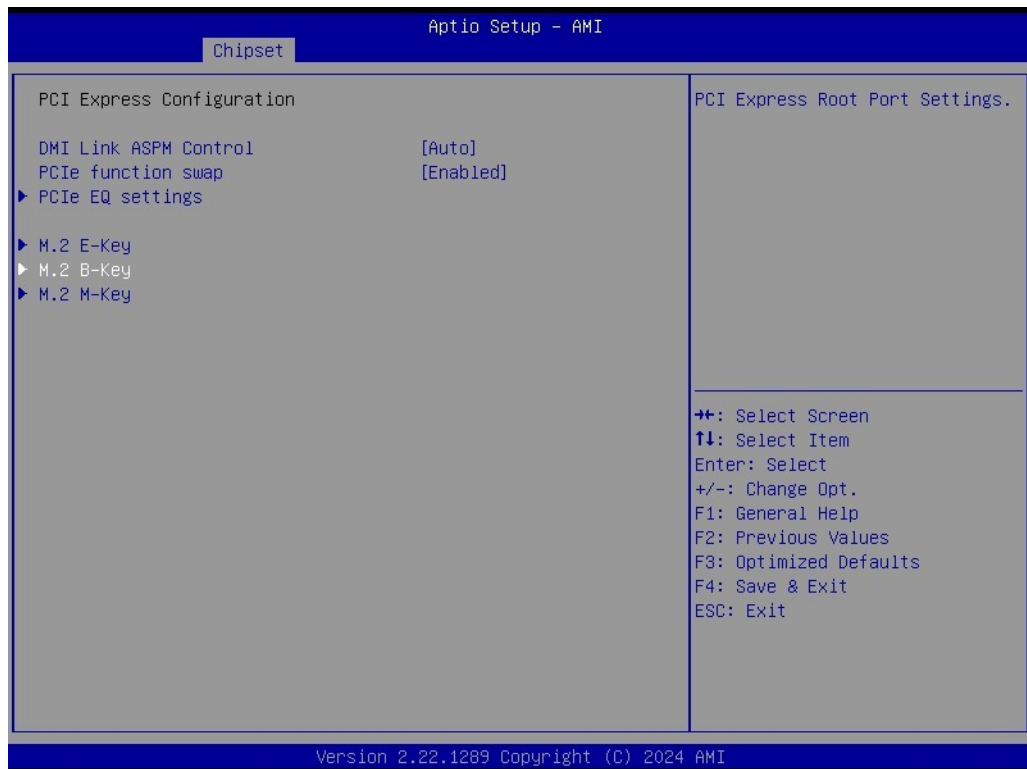 Aptio Setup – AMI
Chipset
PCI Express Configuration
DMI Link ASPM Control [Auto]
PCIe function swap [Enabled]
▶ PCIe EQ settings
▶ M.2 E-Key
▶ M.2 B-Key
▶ M.2 M-Key
PCI Express Root Port Settings.
→←: Select Screen
↑↓: Select Item
Enter: Select
+/-: Change Opt.
F1: General Help
F2: Previous Values
F3: Optimized Defaults
F4: Save & Exit
ESC: Exit
Version 2.22.1289 Copyright (C) 2024 AMI